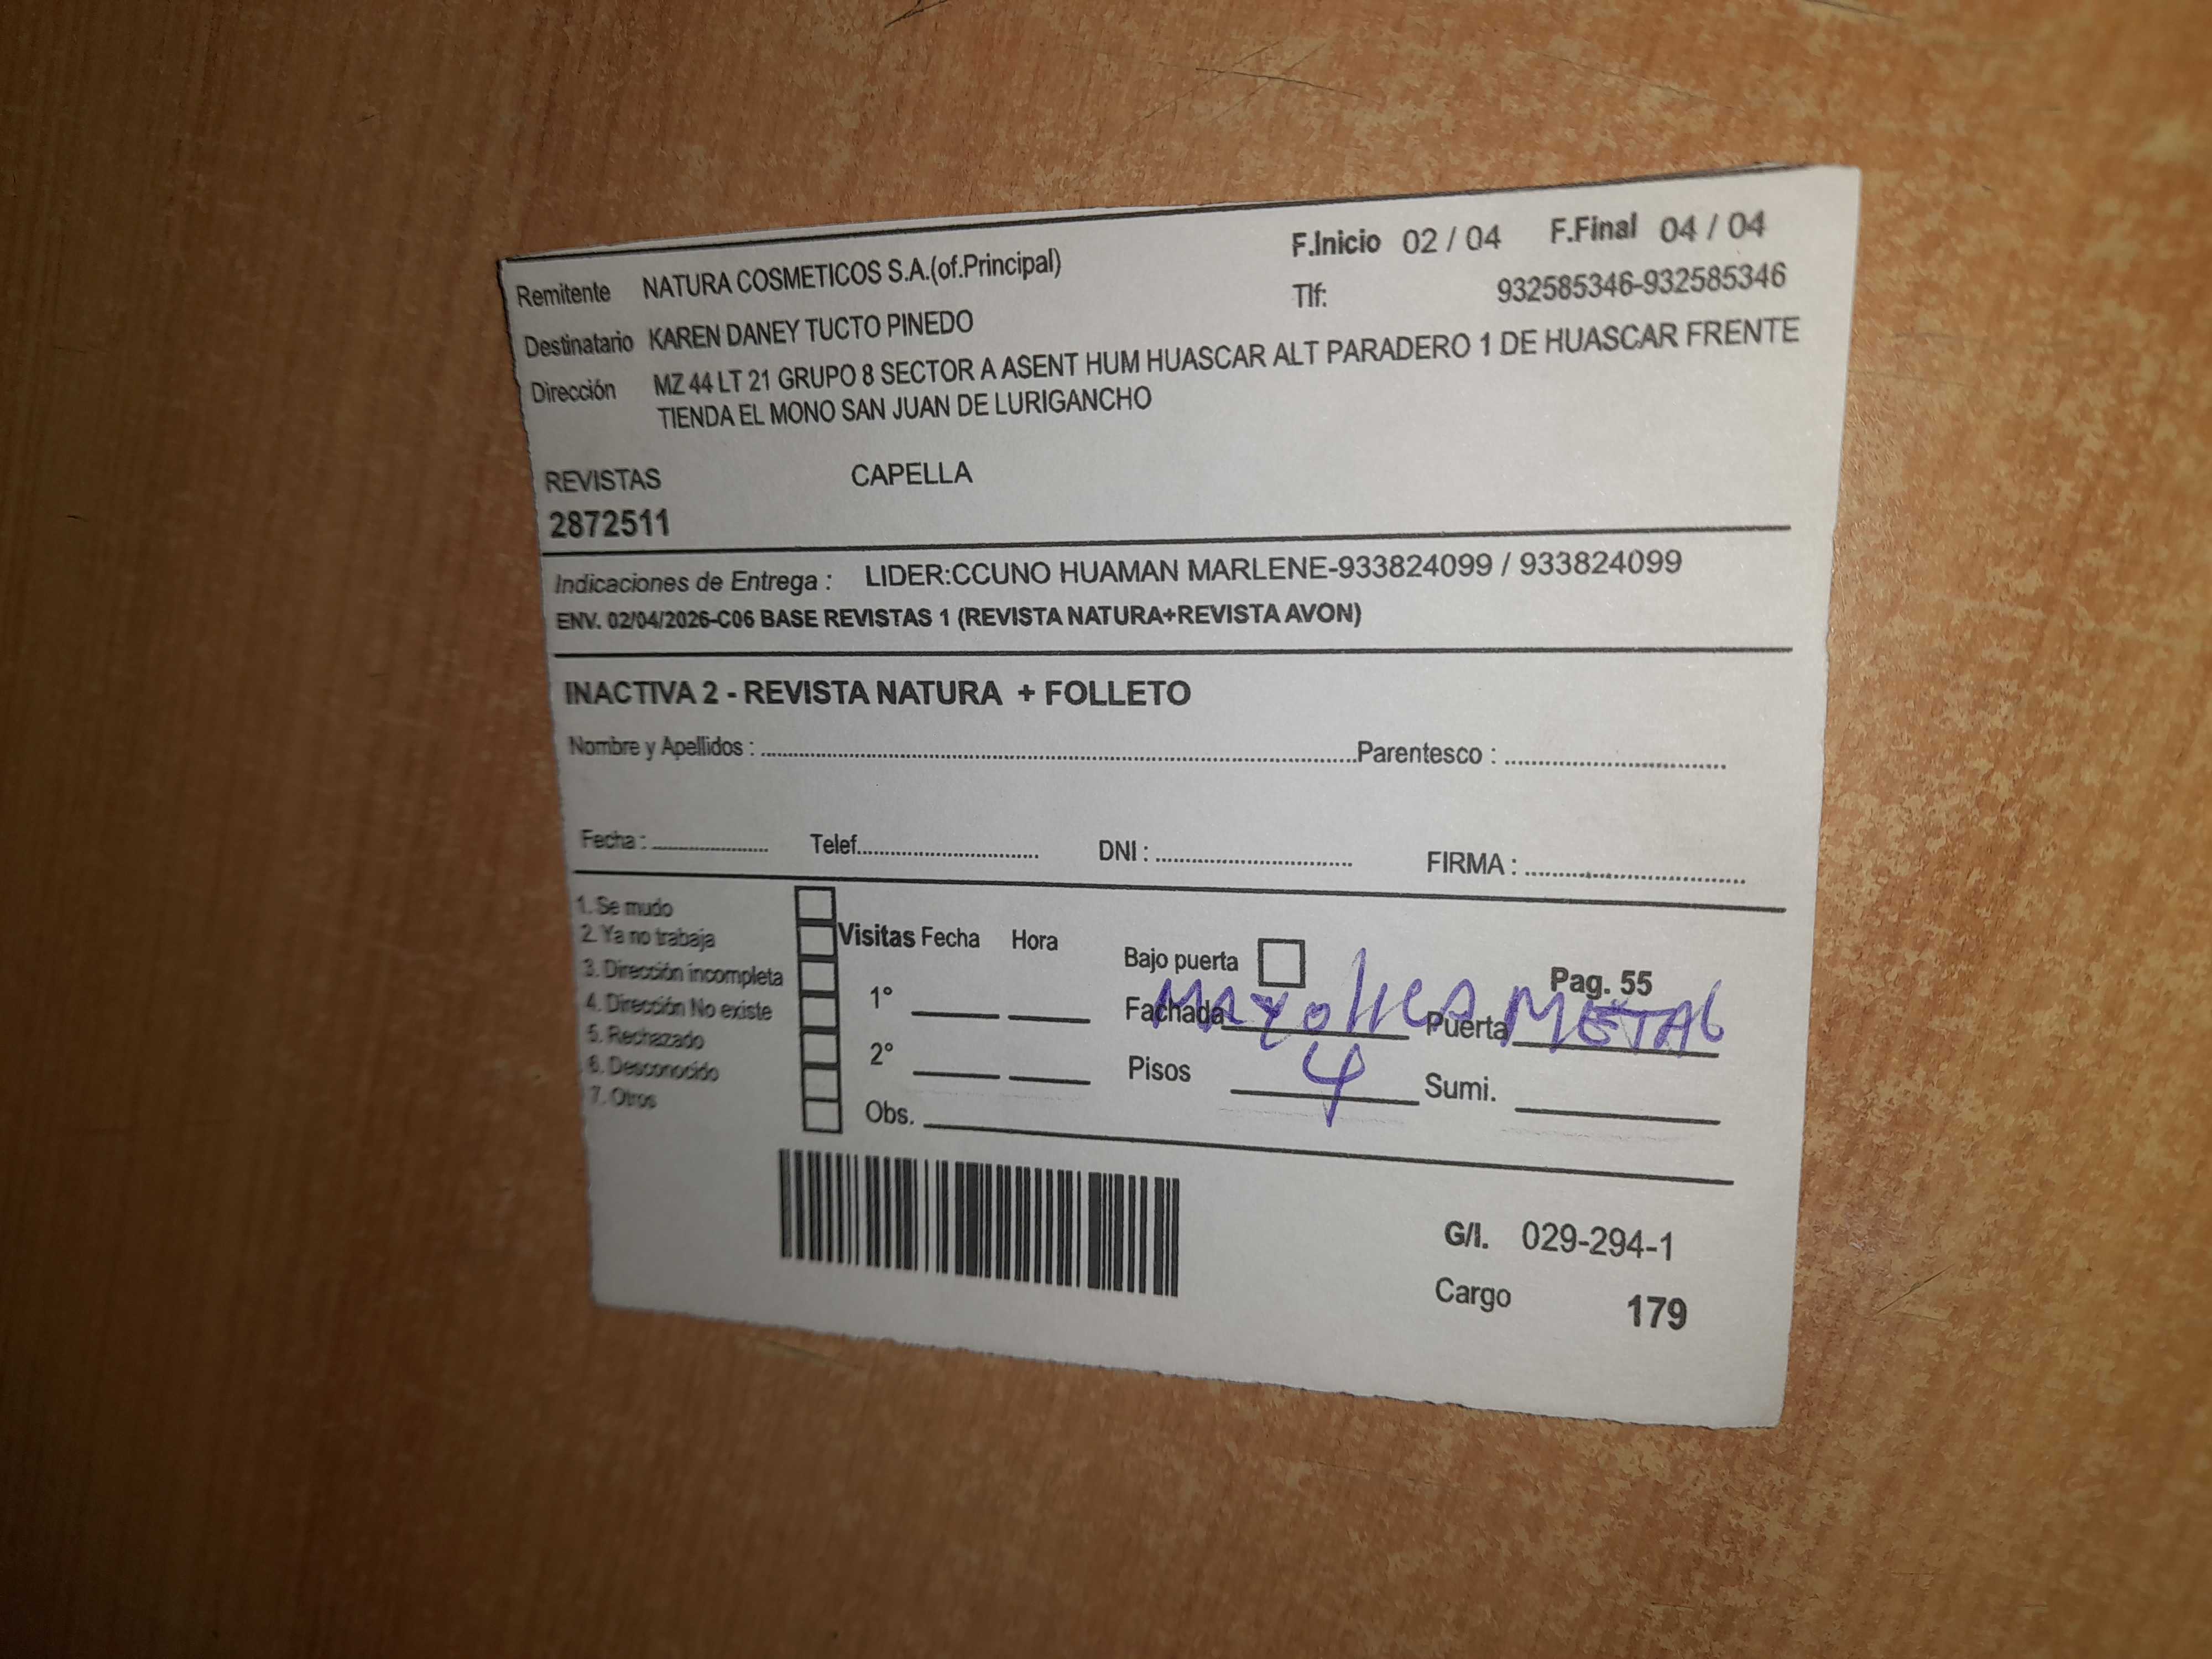 Remitente NATURA COSMETICOS S.A.(of.Principal) F.Inicio 02 / 04 F.Final 04 / 04
Tlf: 932585346-932585346
Destinatario KAREN DANEY TUCTO PINEDO
Dirección MZ 44 LT 21 GRUPO 8 SECTOR A ASENT HUM HUASCAR ALT PARADERO 1 DE HUASCAR FRENTE
TIENDA EL MONO SAN JUAN DE LURIGANCHO
REVISTAS CAPELLA
2872511
Indicaciones de Entrega : LIDER:CCUNO HUAMAN MARLENE-933824099 / 933824099
ENV. 02/04/2026-C06 BASE REVISTAS 1 (REVISTA NATURA+REVISTA AVON)
INACTIVA 2 - REVISTA NATURA + FOLLETO
Nombre y Apellidos : Parentesco :
Fecha : Telef. DNI : FIRMA :
1. Se mudo
2. Ya no trabaja
3. Dirección incompleta
4. Dirección No existe
5. Rechazado
6. Desconocido
7. Otros
Visitas Fecha Hora
1°
2°
Obs.
Bajo puerta Pag. 55
Fachada MAYOLICA Puerta METAL
Pisos 4 Sumi.
G/I. 029-294-1
Cargo 179